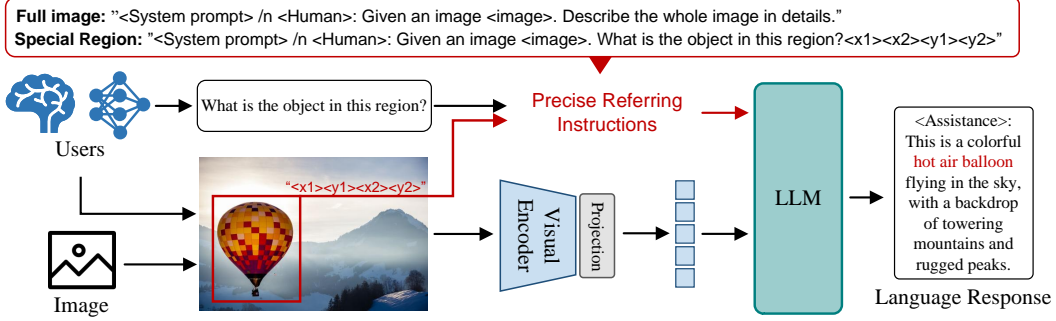 Full image: "<System prompt> /n <Human>: Given an image <image>. Describe the whole image in details."
Special Region: "<System prompt> /n <Human>: Given an image <image>. What is the object in this region?<x1><x2><y1><y2>"
Users
What is the object in this region?
Precise Referring
Instructions
"<x1><y1><x2><y2>"
Image
Visual
Encoder
Projection
LLM
<Assistance>:
This is a colorful
hot air balloon
flying in the sky,
with a backdrop
of towering
mountains and
rugged peaks.
Language Response